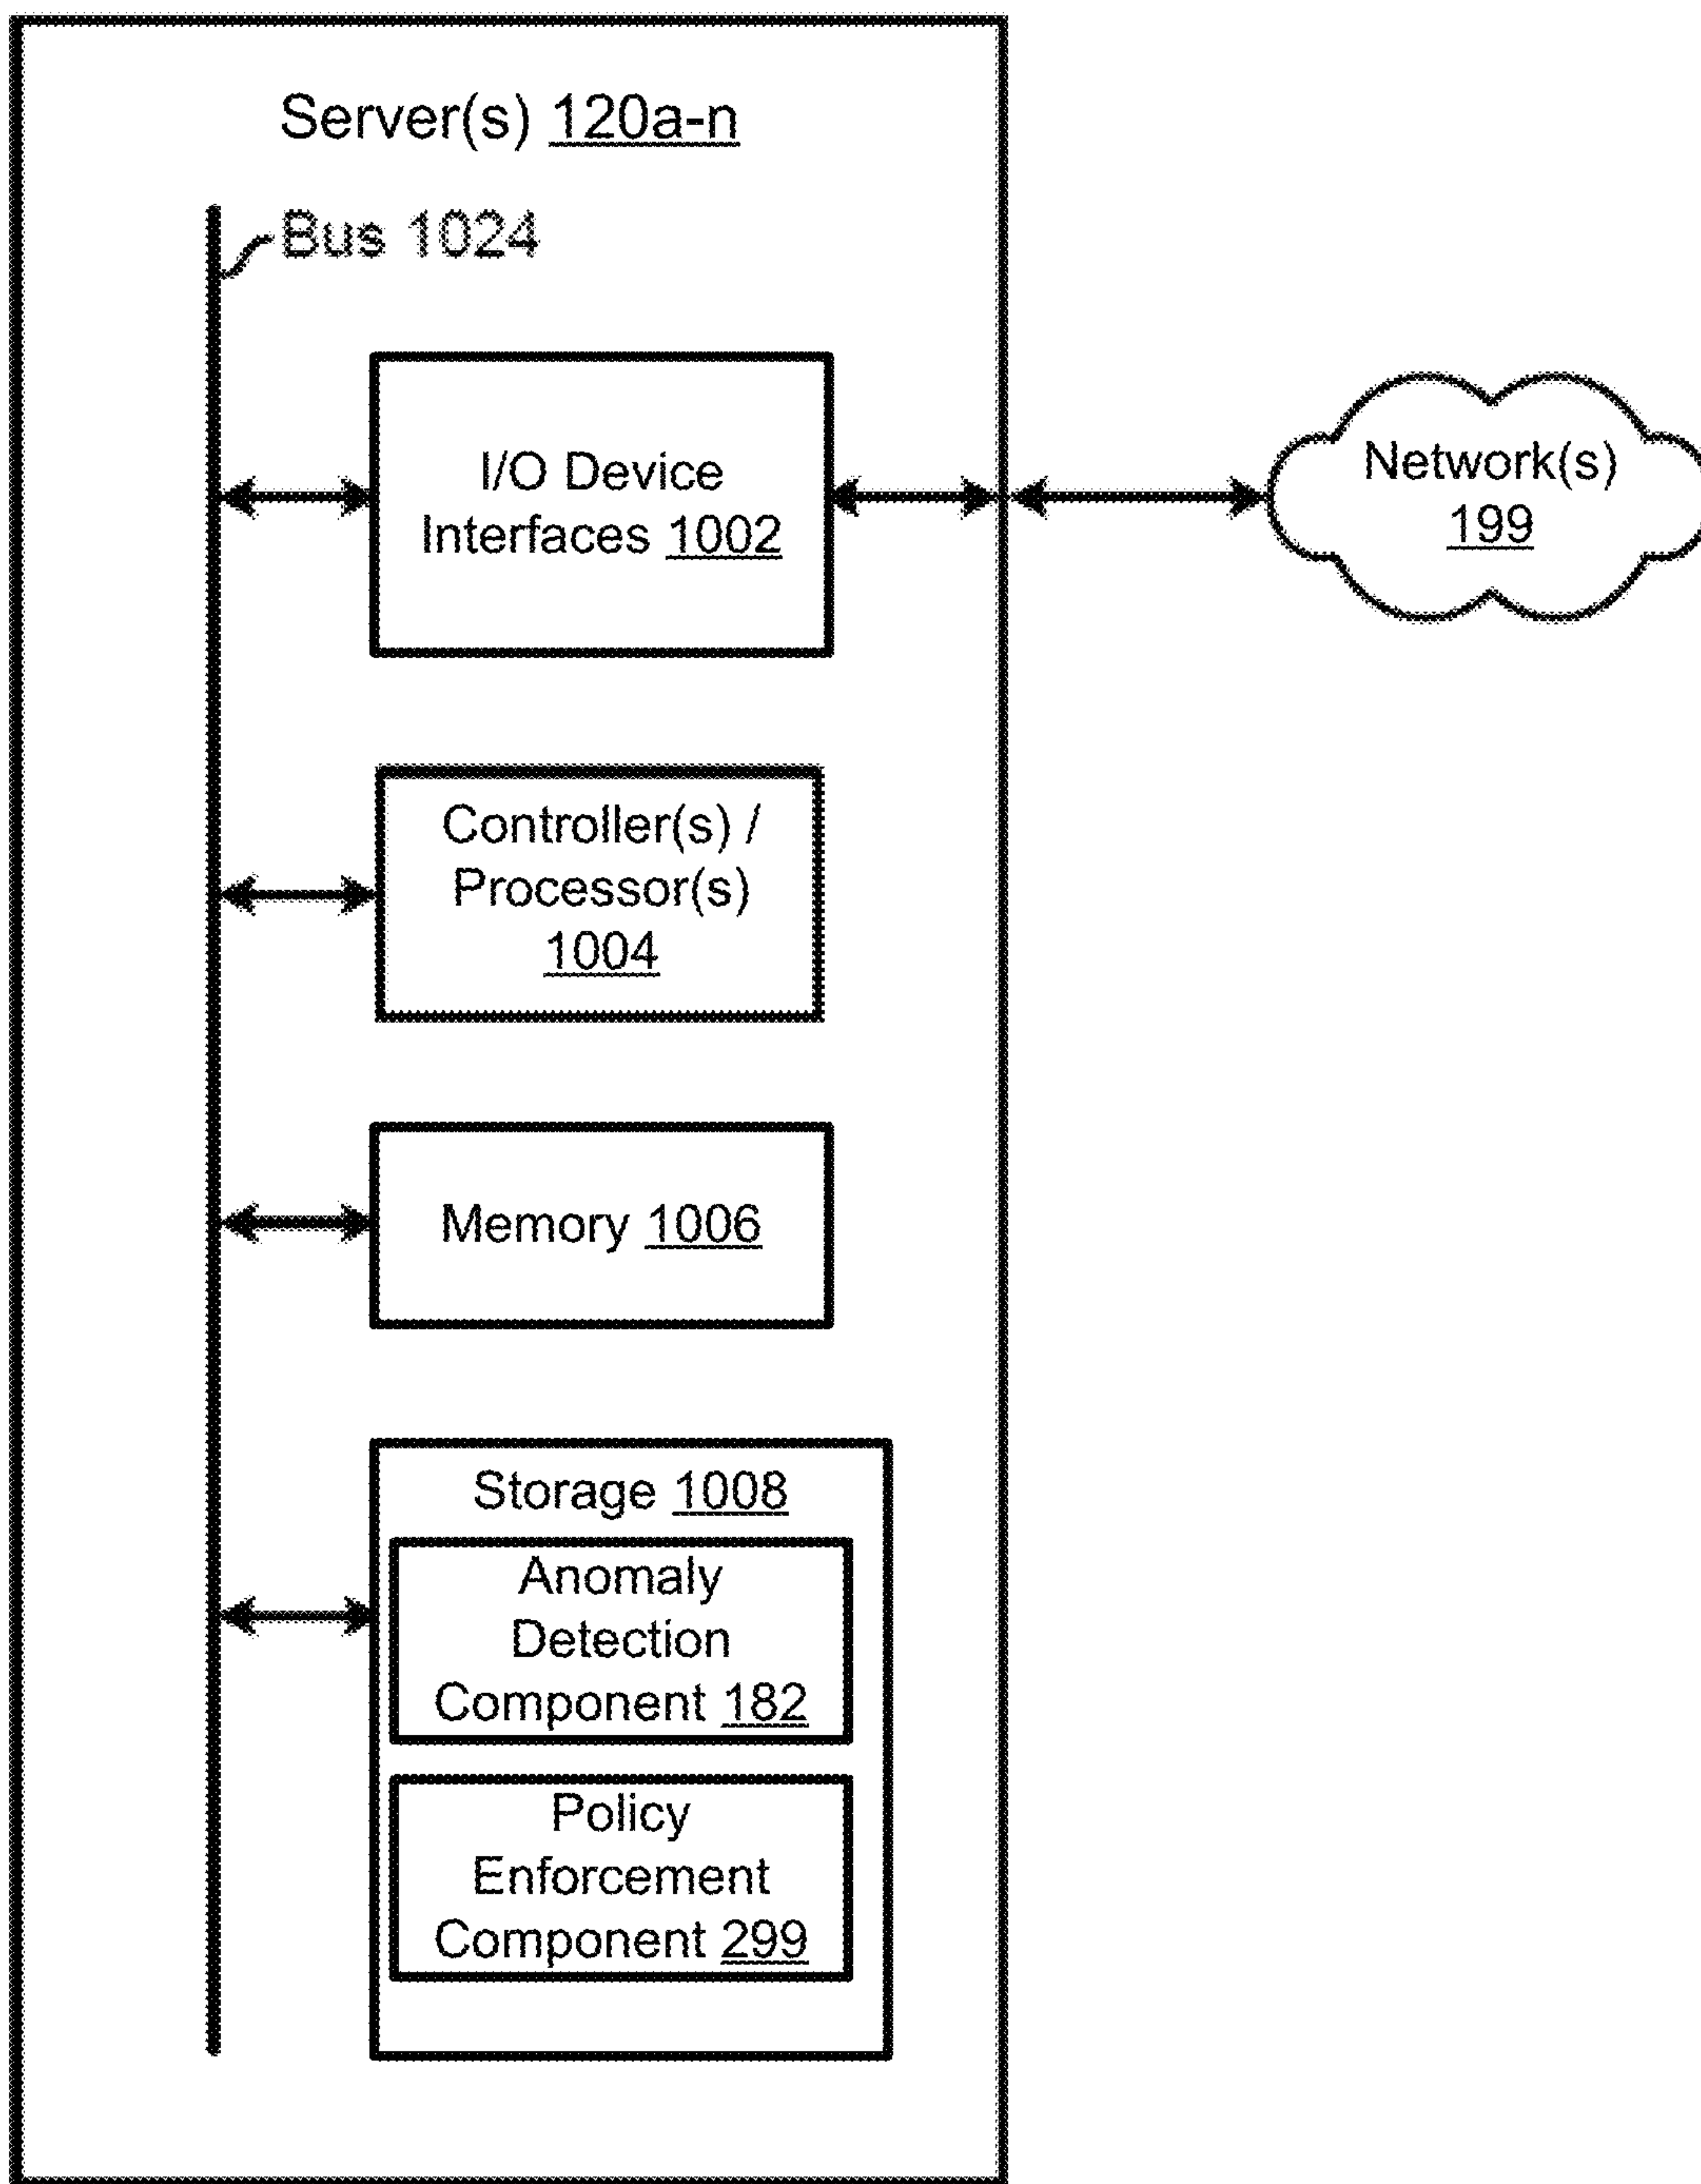 Server(s) 120a-n
Bus 1024
I/O Device
Interfaces 1002
Network(s)
199
Controller(s) /
Processor(s)
1004
Memory 1006
Storage 1008
Anomaly
Detection
Component 182
Policy
Enforcement
Component 299